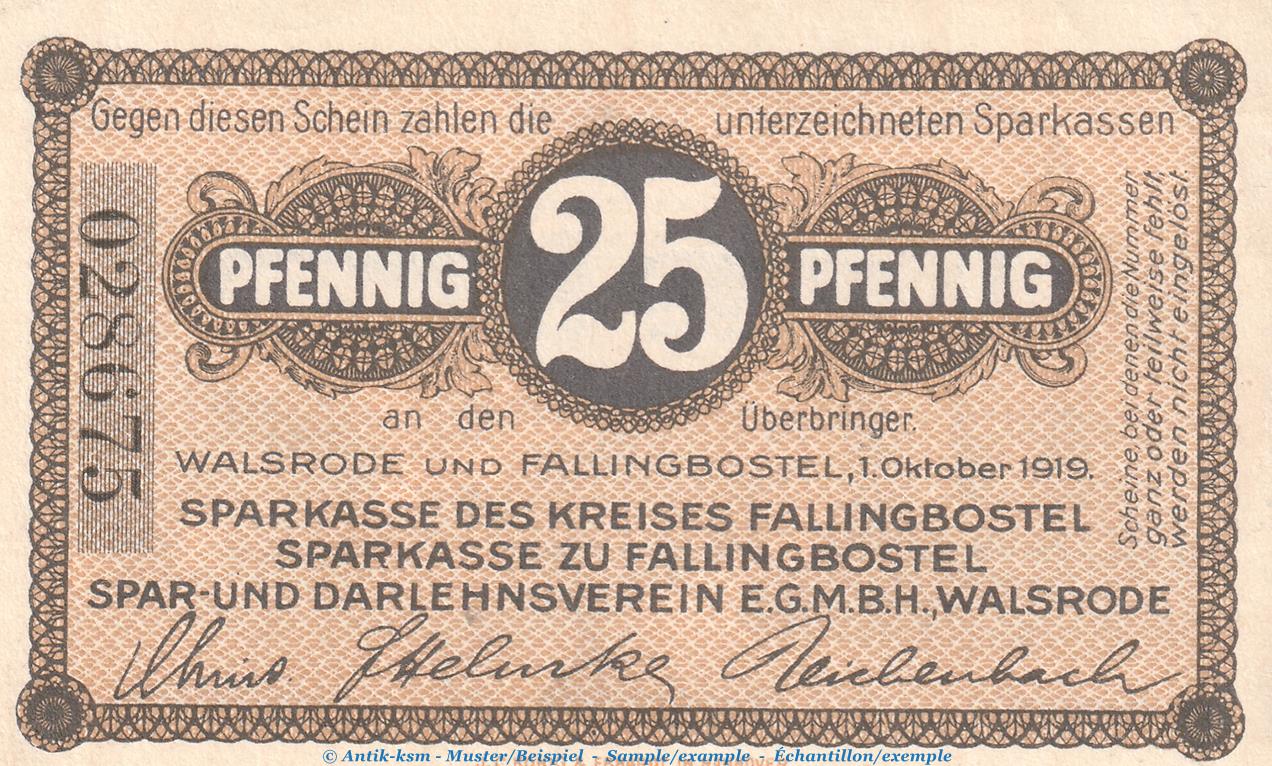 Gegen diesen Schein zahlen die unterzeichneten Sparkassen
PFENNIG 25 PFENNIG
an den Überbringer.
WALSRODE UND FALLINGBOSTEL, 1. Oktober 1919.
SPARKASSE DES KREISES FALLINGBOSTEL
SPARKASSE ZU FALLINGBOSTEL
SPAR-UND DARLEHNSVEREIN E.G.M.B.H., WALSRODE
Reichenbach
028675
Scheine bei denen die Nummer
ganz oder teilweise fehlt,
werden nicht eingelöst.
© Antik-ksm - Muster/Beispiel - Sample/example - Échantillon/exemple